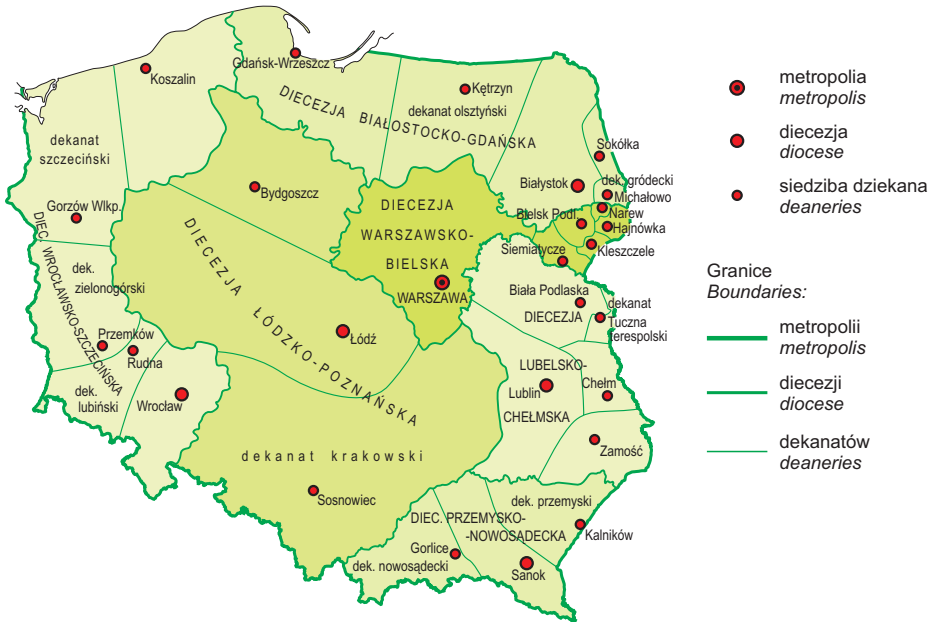 Gdańsk-Wrzeszcz
Koszalin
Kętrzyn
DIECEZJA BIAŁOSTOCKO-GDAŃSKA
dekanat olsztyński
dekanat
szczeciński
Sokółka
Białystok
dek. gródecki
Michałowo
Bydgoszcz
Gorzów Wlkp.
DIECEZJA
WARSZAWSKO-
BIELSKA
WARSZAWA
Bielsk Podl.
Narew
Hajnówka
Kleszczele
Siemiatycze
DIEC. WROCŁAWSKO-SZCZECIŃSKA
dek.
zielonogórski
DIECEZJA ŁÓDZKO-POZNAŃSKA
Łódź
Biała Podlaska
DIECEZJA
dekanat
Tuczna
terespolski
Przemków
Rudna
dek.
lubiński
Wrocław
LUBELSKO-
Lublin
CHEŁMSKA
Chełm
Zamość
dekanat krakowski
Sosnowiec
dek. przemyski
DIEC. PRZEMYSKO-
-NOWOSĄDECKA
Kalników
Gorlice
dek. nowosądecki
Sanok
metropolia
metropolis
diecezja
diocese
siedziba dziekana
deaneries
Granice
Boundaries:
metropolii
metropolis
diecezji
diocese
dekanatów
deaneries